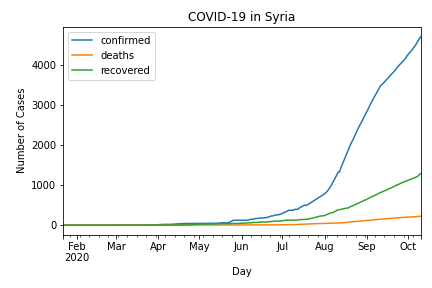 COVID-19 in Syria
confirmed
deaths
recovered
Number of Cases
4000
3000
2000
1000
0
Feb Mar Apr May Jun Jul Aug Sep Oct
2020
Day